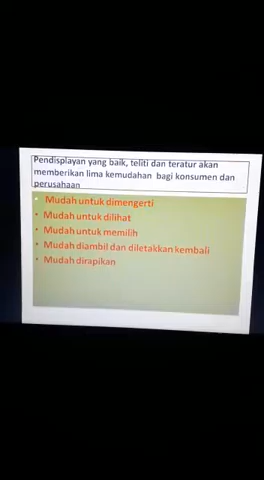 Pendisplayan yang baik, teliti dan teratur akan
memberikan lima kemudahan bagi konsumen dan
perusahaan
• Mudah untuk dimengerti
• Mudah untuk dilihat
• Mudah untuk memilih
• Mudah diambil dan diletakkan kembali
• Mudah dirapikan